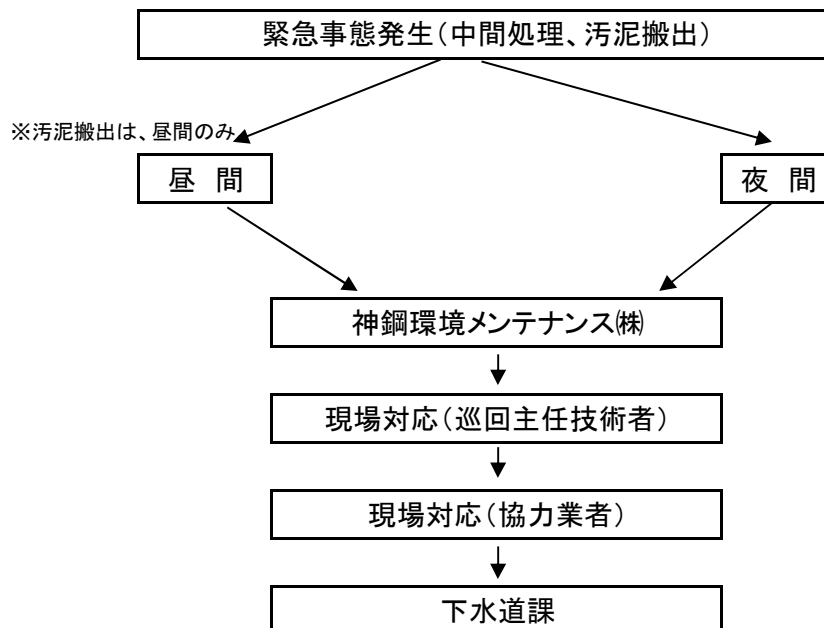 緊急事態発生（中間処理、汚泥搬出）
※汚泥搬出は、昼間のみ
昼　間
夜　間
神鋼環境メンテナンス㈱
現場対応（巡回主任技術者）
現場対応（協力業者）
下水道課